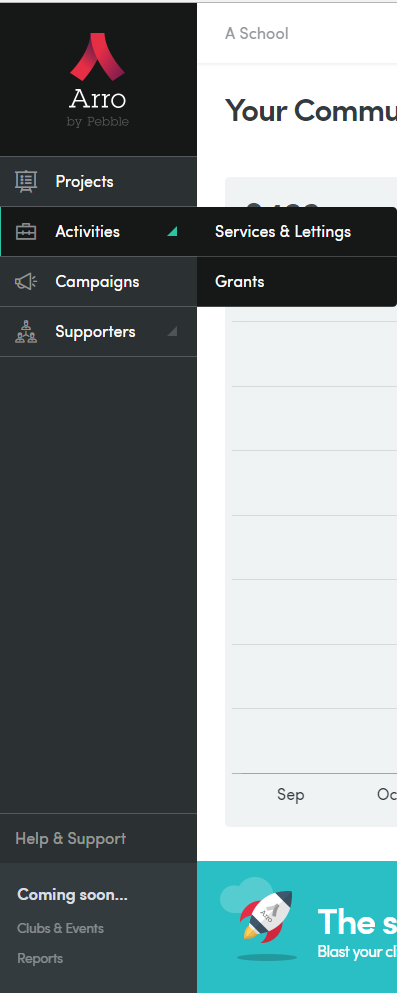 Arro
by Pebble
Projects
Activities
Campaigns
Supporters
Help & Support
Coming soon...
Clubs & Events
Reports
A School
Your Commu
Services & Lettings
Grants
Sep
Oc
Arro
The s
Blast your cl